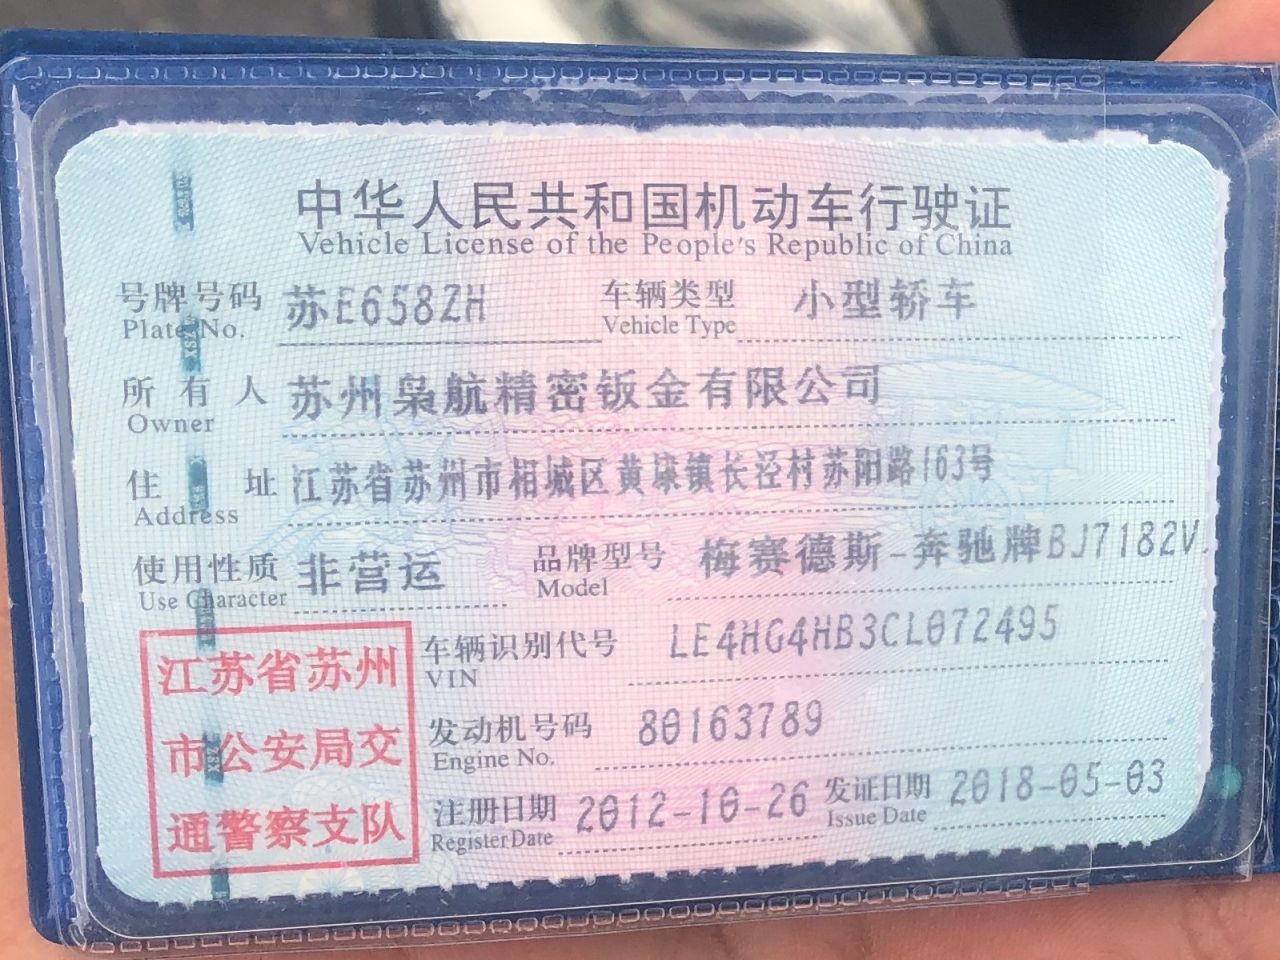 中华人民共和国机动车行驶证
Vehicle License of the People's Republic of China
号牌号码 苏E658ZH 车辆类型 小型轿车
Plate No. Vehicle Type
所有人 苏州枭航精密钣金有限公司
Owner
住址 江苏省苏州市相城区黄埭镇长泾村苏阳路163号
Address
使用性质 非营运 品牌型号 梅赛德斯-奔驰牌BJ7182V
Use Character Model
车辆识别代号 LE4HG4HB3CL072495
VIN
发动机号码 80163789
Engine No.
注册日期 2012-10-26 发证日期 2018-05-03
Register Date Issue Date
江苏省苏州
市公安局交
通警察支队